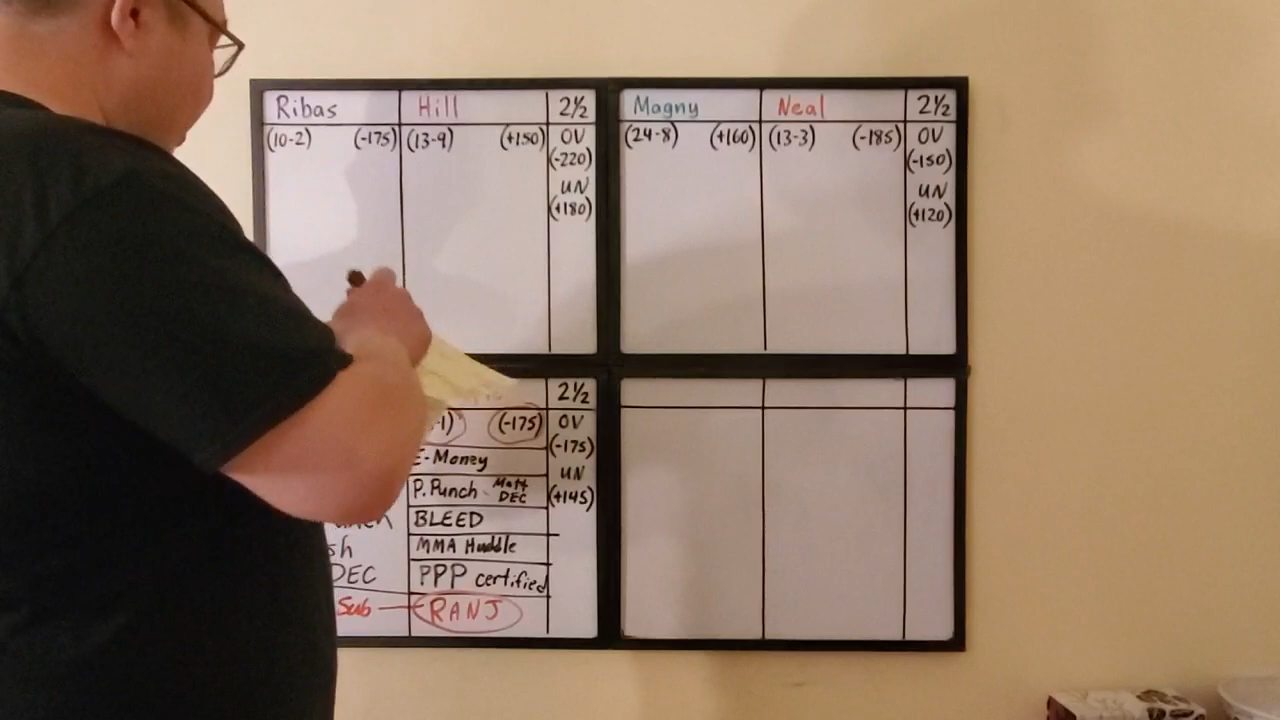 Ribas Hill 2½
(10-2) (-175) (13-9) (+150) OV
(-220)
UN
(+180)
Magny Neal 2½
(24-8) (+160) (13-3) (-185) OV
(-150)
UN
(+120)
2½
-1) (-175) OV
(-175)
UN
(+145)
E-Money
P. Punch - Matt
DEC
BLEED
MMA Huddle
DEC PPP certified
Sub RANJ